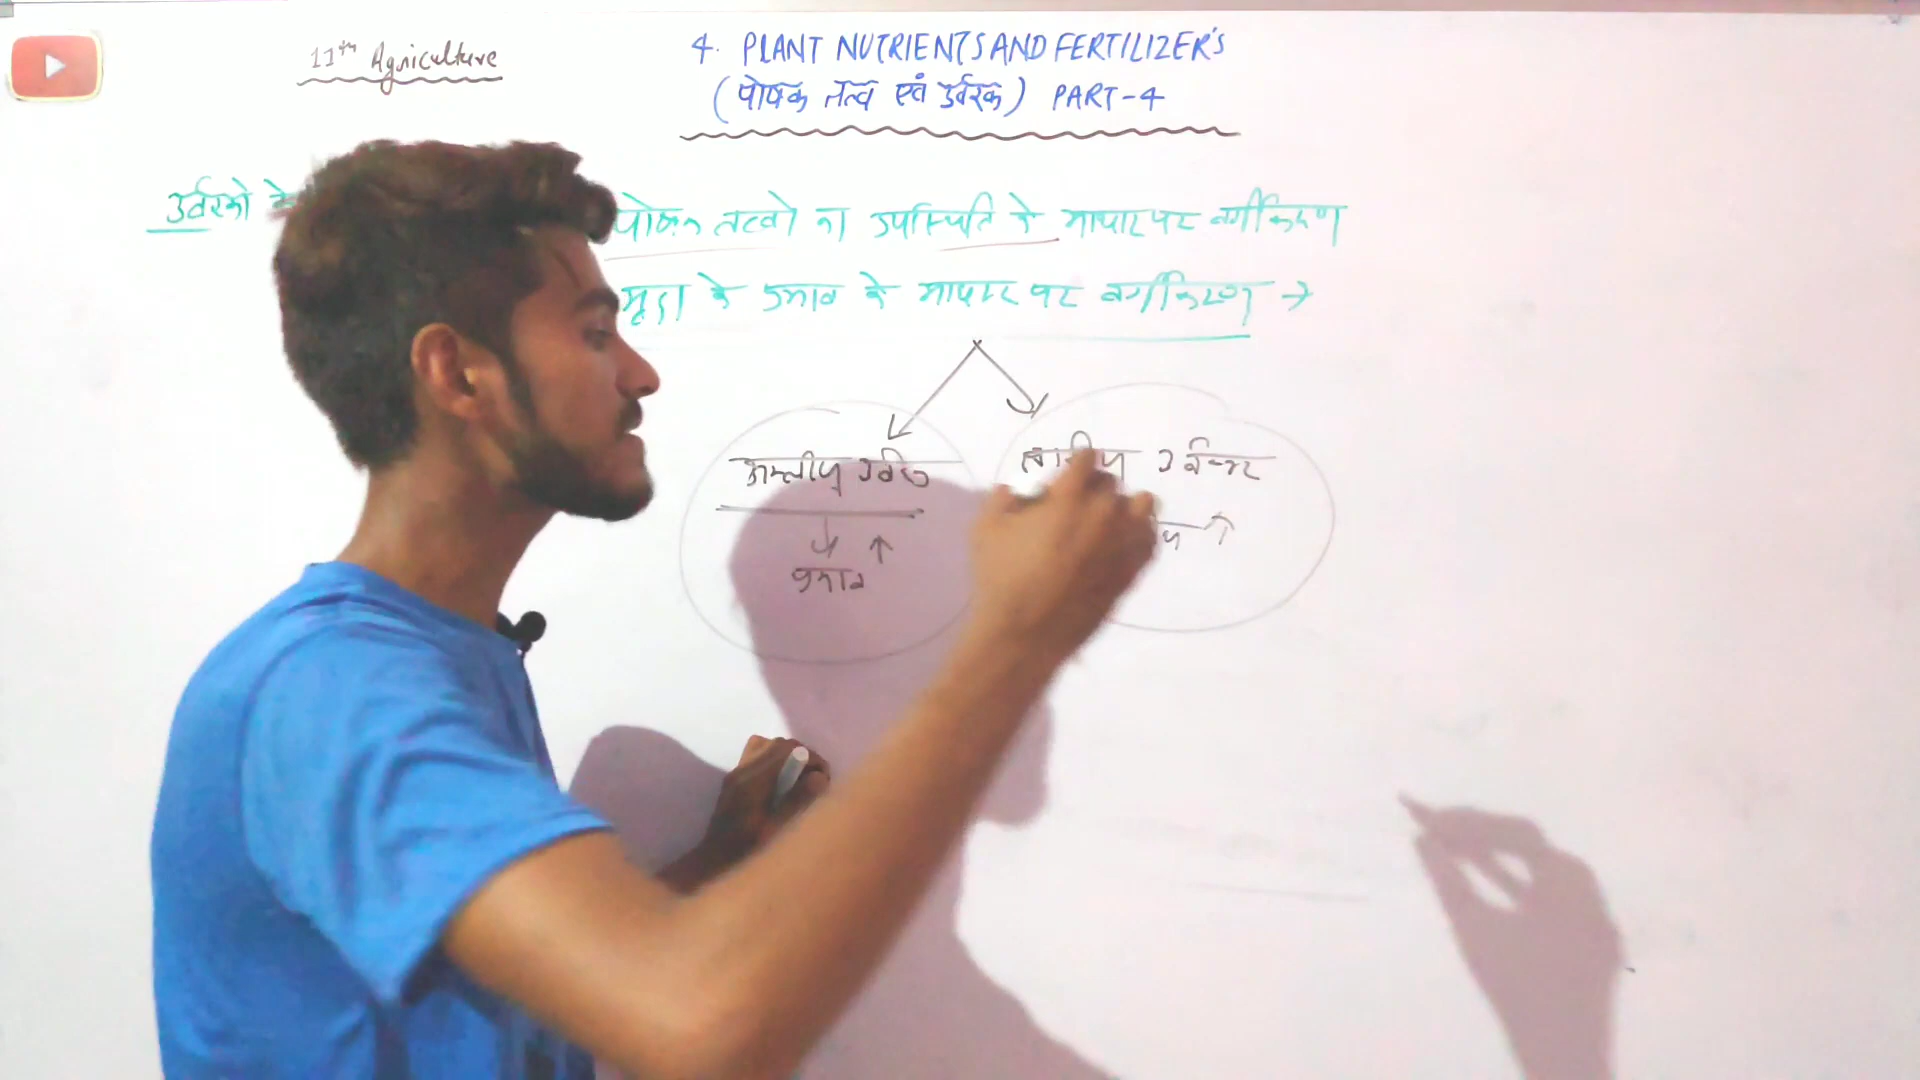 11th Agriculture
4. PLANT NUTRIENTS AND FERTILIZER'S
(पोषक तत्व एवं उर्वरक) PART-4
उर्वरको के
पोषक तत्वो की उपस्थिति के आधार पर वर्गीकरण
मृदा के प्रभाव के आधार पर वर्गीकरण →
अम्लीय उर्वरक
क्षारीय उर्वरक
प्रभाव